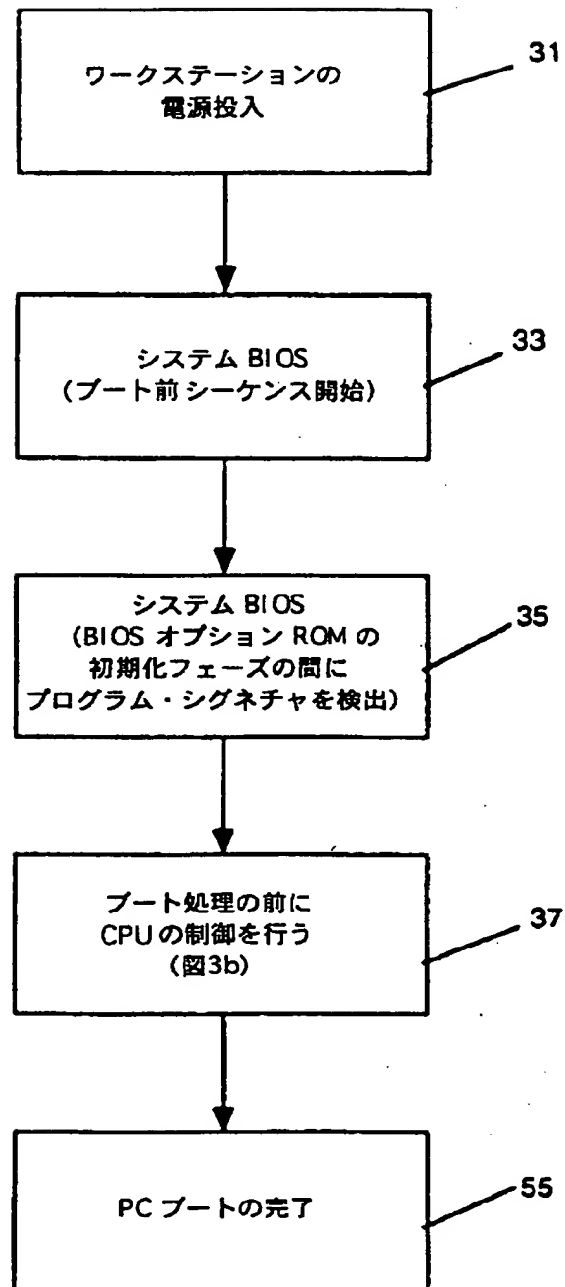 ワークステーションの
電源投入
31
システム BIOS
(ブート前 シーケンス開始)
33
システム BIOS
(BIOS オプション ROM の
初期化フェーズの間に
プログラム・シグネチャを検出)
35
ブート処理の前に
CPU の制御を行う
(図3b)
37
PC ブートの完了
55